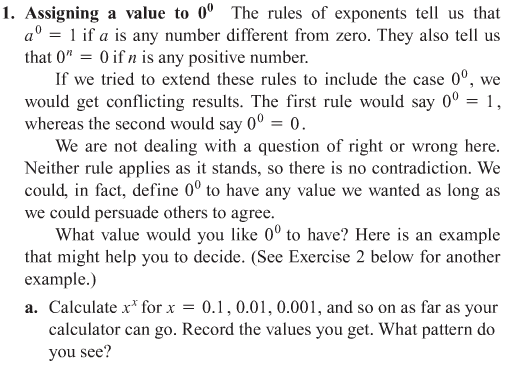 1. Assigning a value to 0⁰ The rules of exponents tell us that
a⁰ = 1 if a is any number different from zero. They also tell us
that 0ⁿ = 0 if n is any positive number.
If we tried to extend these rules to include the case 0⁰, we
would get conflicting results. The first rule would say 0⁰ = 1,
whereas the second would say 0⁰ = 0.
We are not dealing with a question of right or wrong here.
Neither rule applies as it stands, so there is no contradiction. We
could, in fact, define 0⁰ to have any value we wanted as long as
we could persuade others to agree.
What value would you like 0⁰ to have? Here is an example
that might help you to decide. (See Exercise 2 below for another
example.)
a. Calculate xˣ for x = 0.1, 0.01, 0.001, and so on as far as your
calculator can go. Record the values you get. What pattern do
you see?